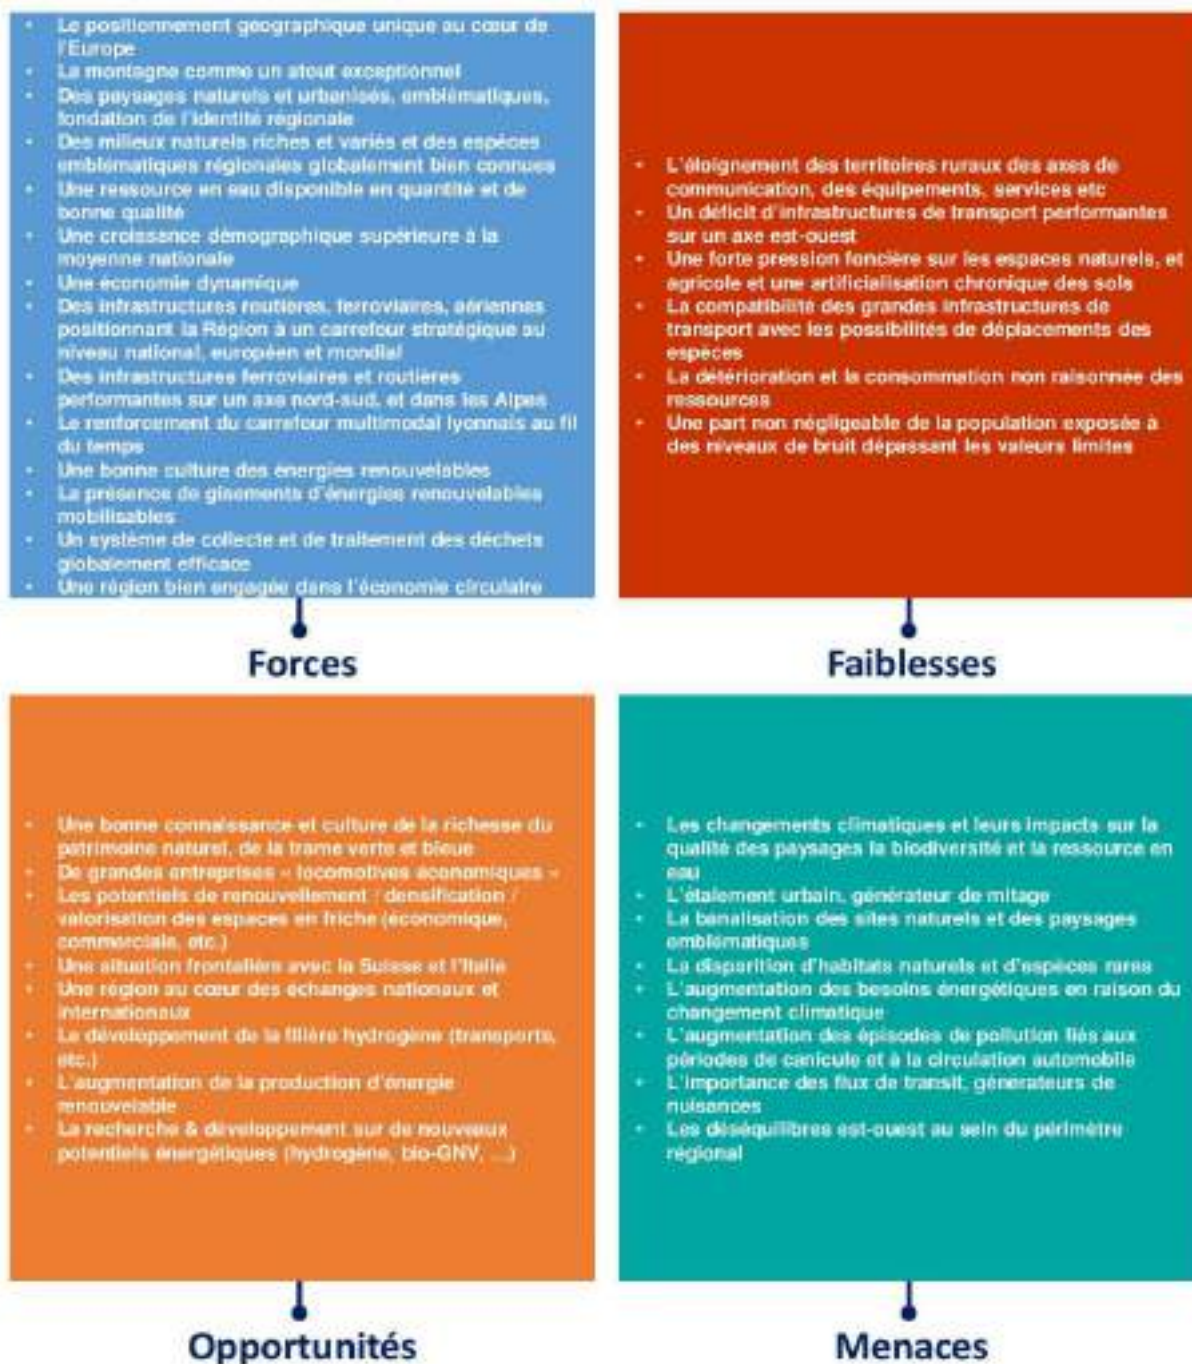 • Le positionnement géographique unique au cœur de
l'Europe
• La montagne comme un atout exceptionnel
• Des paysages naturels et urbanisés, emblématiques,
fondation de l'identité régionale
• Des milieux naturels riches et variés et des espèces
emblématiques régionales globalement bien connues
• Une ressource en eau disponible en quantité et de
bonne qualité
• Une croissance démographique supérieure à la
moyenne nationale
• Une économie dynamique
• Des infrastructures routières, ferroviaires, aériennes
positionnant la Région à un carrefour stratégique au
niveau national, européen et mondial
• Des infrastructures ferroviaires et routières
performantes sur un axe nord-sud, et dans les Alpes
• Le renforcement du carrefour multimodal lyonnais au fil
du temps
• Une bonne culture des énergies renouvelables
• La présence de gisements d'énergies renouvelables
mobilisables
• Un système de collecte et de traitement des déchets
globalement efficace
• Une région bien engagée dans l'économie circulaire
Forces
• L'éloignement des territoires ruraux des axes de
communication, des équipements, services etc
• Un déficit d'infrastructures de transport performantes
sur un axe est-ouest
• Une forte pression foncière sur les espaces naturels, et
agricole et une artificialisation chronique des sols
• La compatibilité des grandes infrastructures de
transport avec les possibilités de déplacements des
espèces
• La détérioration et la consommation non raisonnée des
ressources
• Une part non négligeable de la population exposée à
des niveaux de bruit dépassant les valeurs limites
Faiblesses
• Une bonne connaissance et culture de la richesse du
patrimoine naturel, de la trame verte et bleue
• De grandes entreprises « locomotives économiques »
• Les potentiels de renouvellement / densification /
valorisation des espaces en friche (économique,
commerciale, etc.)
• Une situation frontalière avec la Suisse et l'Italie
• Une région au cœur des échanges nationaux et
internationaux
• Le développement de la filière hydrogène (transports,
etc.)
• L'augmentation de la production d'énergie
renouvelable
• La recherche & développement sur de nouveaux
potentiels énergétiques (hydrogène, bio-GNV, ...)
Opportunités
• Les changements climatiques et leurs impacts sur la
qualité des paysages la biodiversité et la ressource en
eau
• L'étalement urbain, générateur de mitage
• La banalisation des sites naturels et des paysages
emblématiques
• La disparition d'habitats naturels et d'espèces rares
• L'augmentation des besoins énergétiques en raison du
changement climatique
• L'augmentation des épisodes de pollution liés aux
périodes de canicule et à la circulation automobile
• L'importance des flux de transit, générateurs de
nuisances
• Les déséquilibres est-ouest au sein du périmètre
régional
Menaces